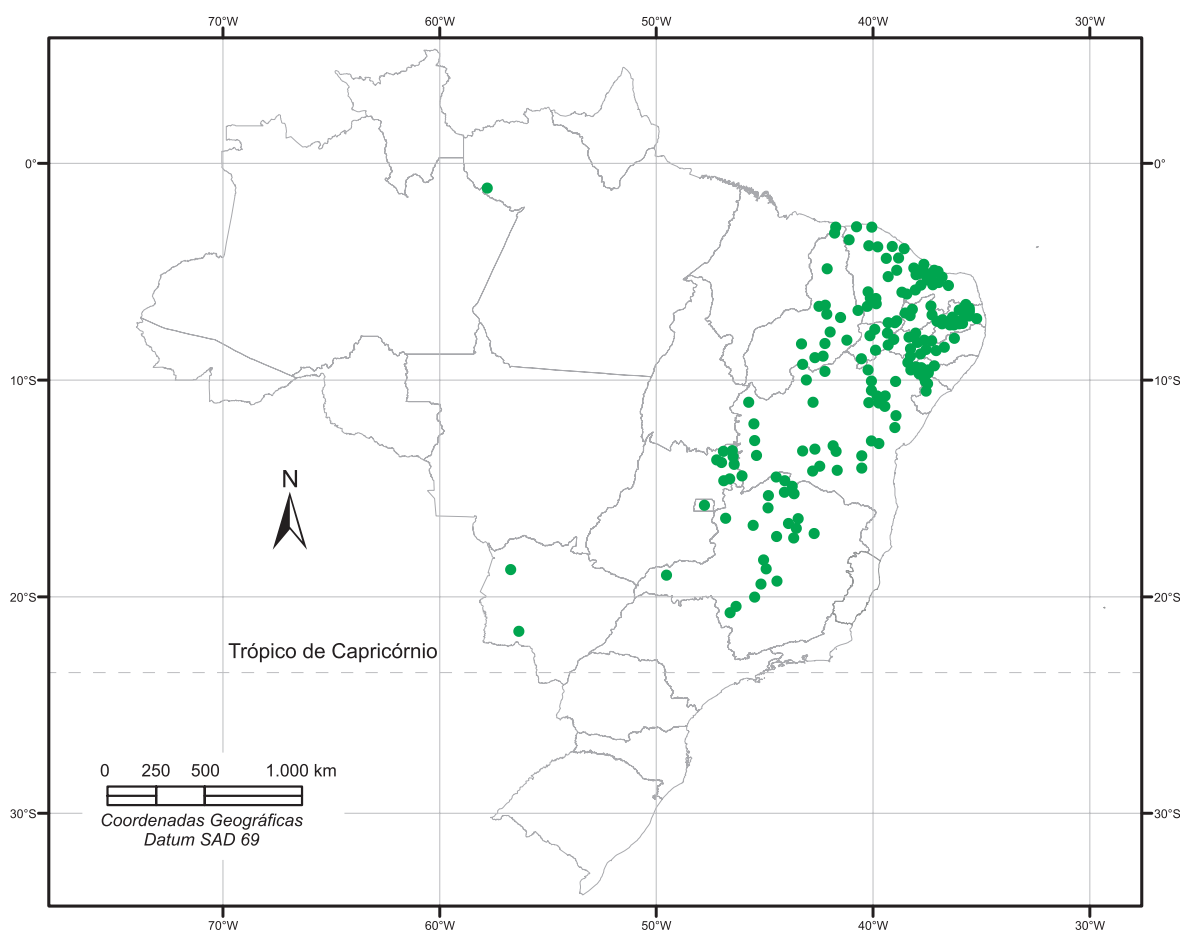 70°W 60°W 50°W 40°W 30°W
0° 0°
10°S 10°S
N
20°S 20°S
Trópico de Capricórnio
0 250 500 1.000 km
30°S 30°S
Coordenadas Geográficas
Datum SAD 69
70°W 60°W 50°W 40°W 30°W